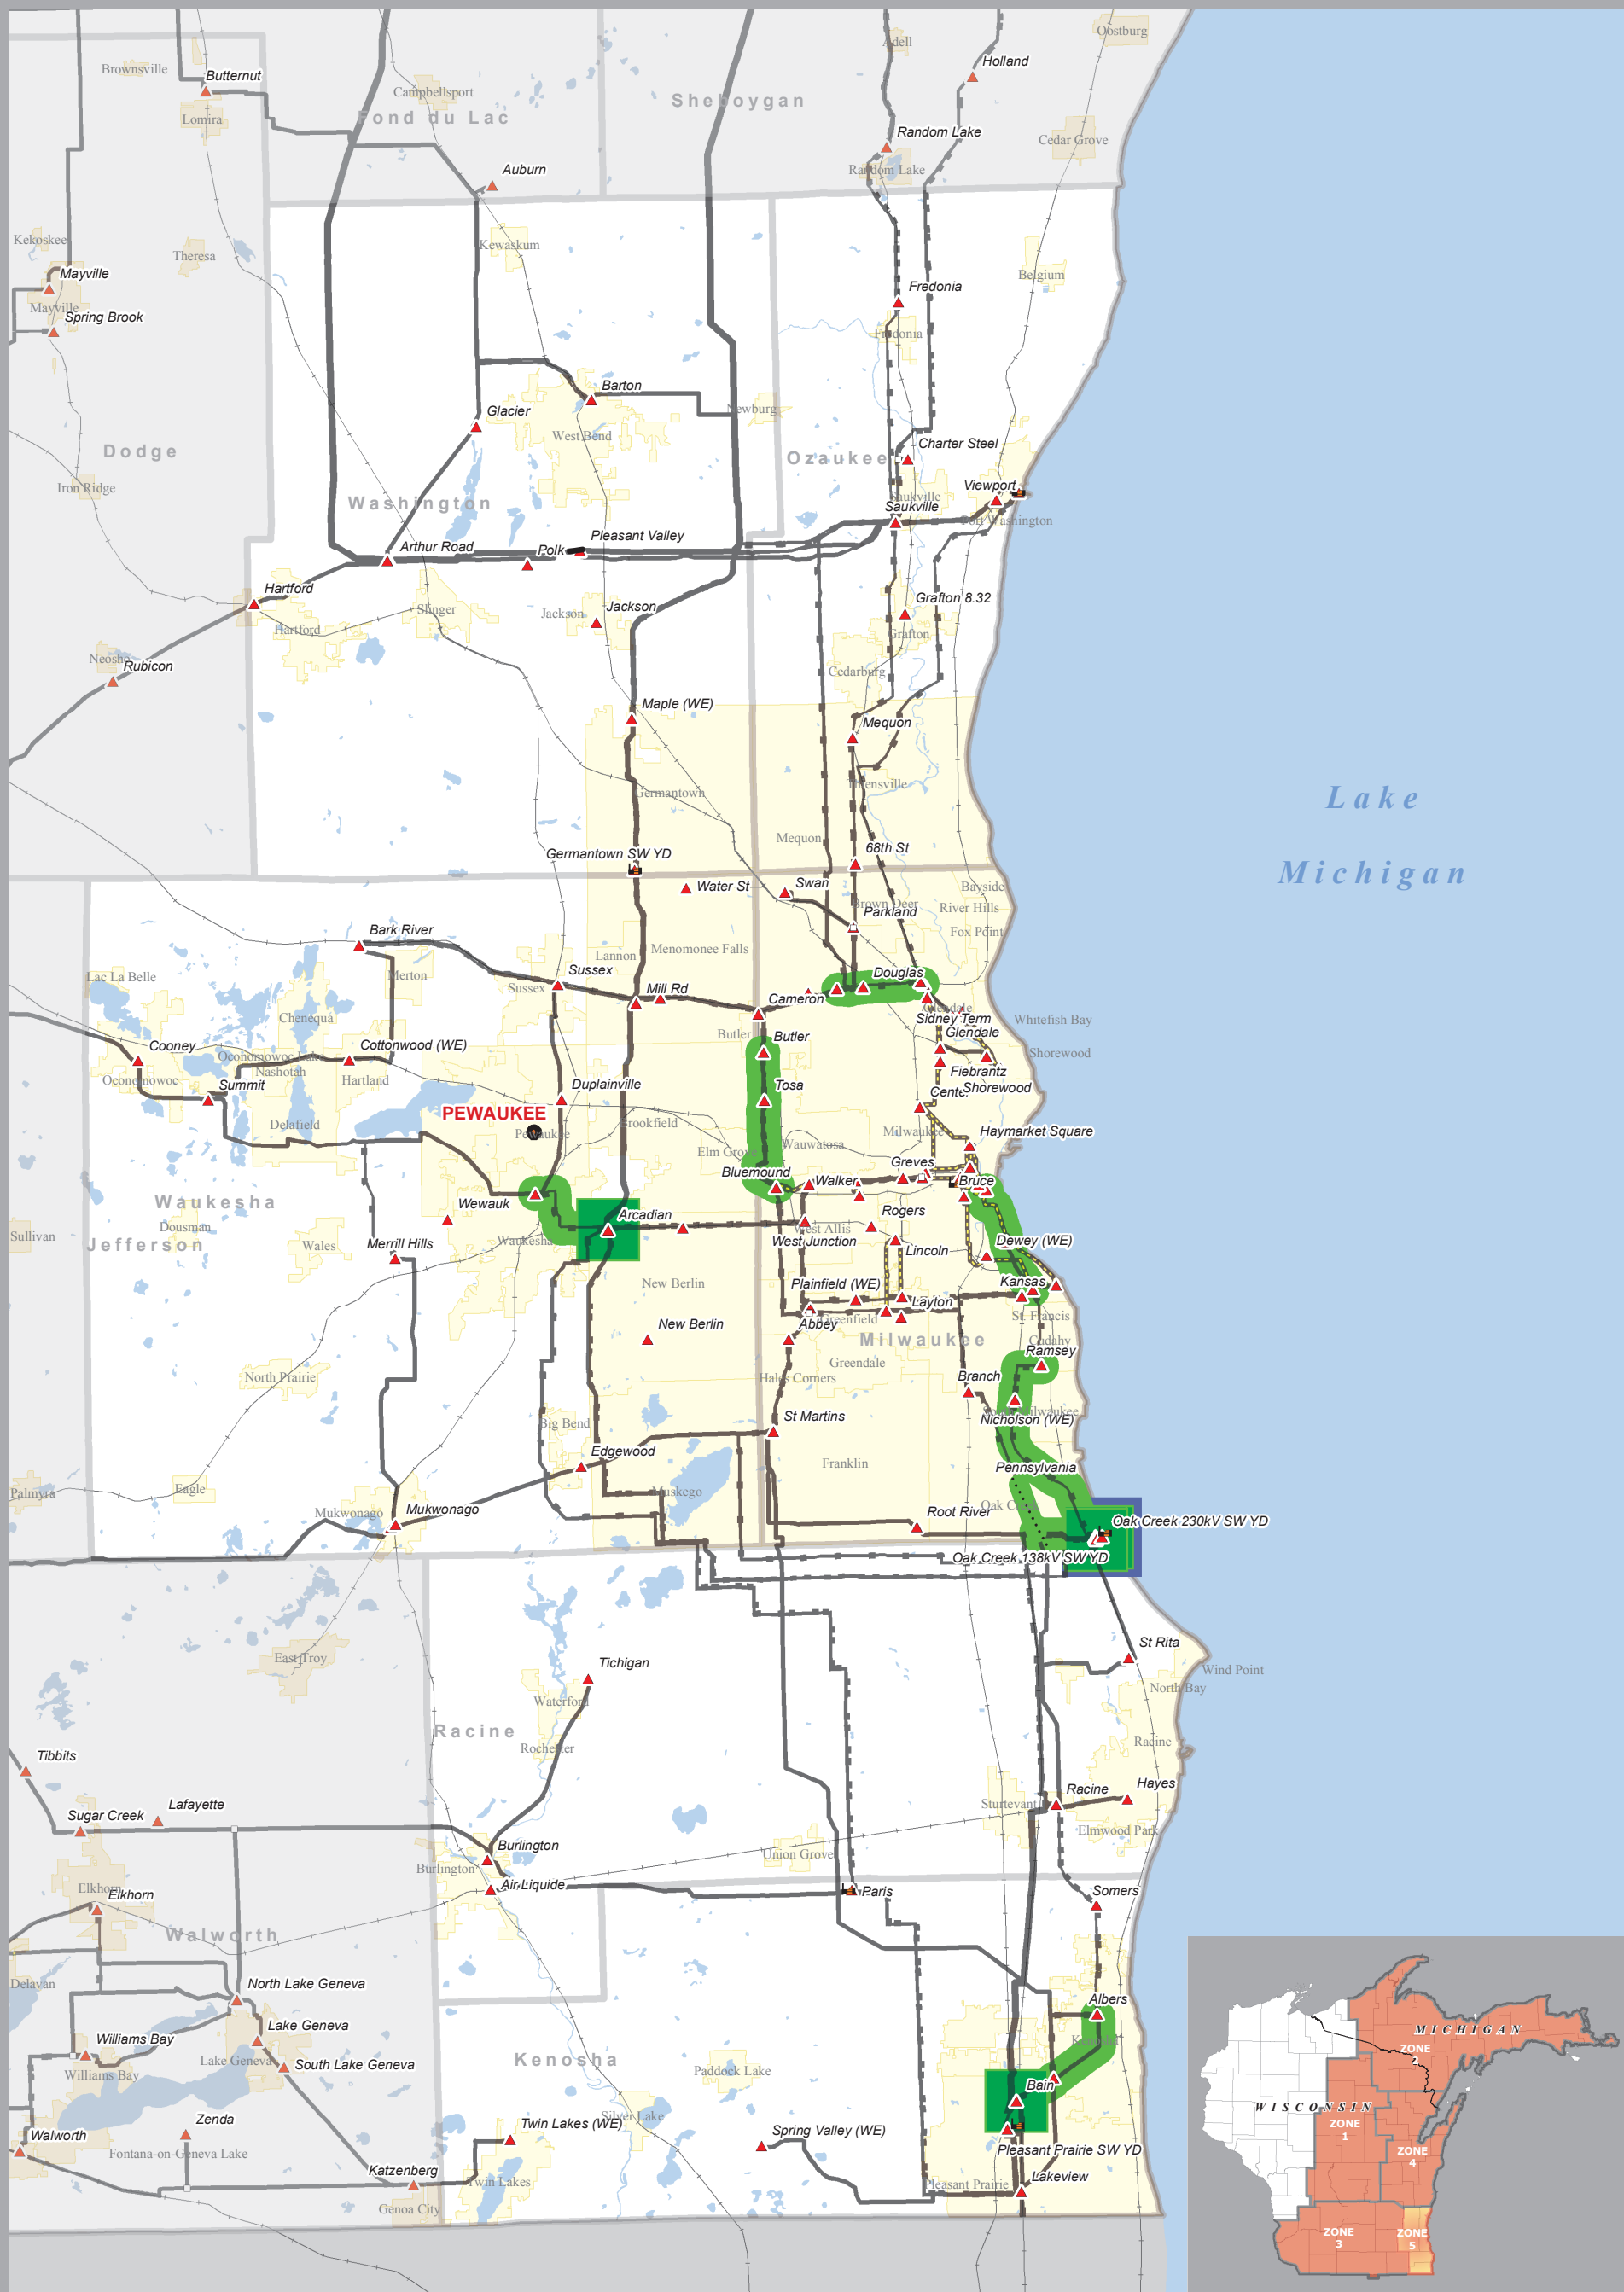 Oostburg
Adell
Holland
Brownsville
Butternut
Campbellsport
Sheboygan
Fond du Lac
Lomira
Random Lake
Cedar Grove
Random Lake
Auburn
Kekoskee
Kewaskum
Theresa
Mayville
Belgium
Fredonia
Mayville
Spring Brook
Fredonia
Barton
Glacier
Newburg
West Bend
Charter Steel
Dodge
Ozaukee
Iron Ridge
Viewport
Washington
Saukville
Saukville
Port Washington
Pleasant Valley
Arthur Road
Polk
Hartford
Grafton 8.32
Slinger
Jackson
Jackson
Hartford
Grafton
Neosho
Rubicon
Cedarburg
Maple (WE)
Mequon
Thiensville
Germantown
Lake
Michigan
Mequon
68th St
Germantown SW YD
Water St
Swan
Bayside
Brown Deer
River Hills
Parkland
Bark River
Fox Point
Lannon
Menomonee Falls
Lac La Belle
Merton
Sussex
Douglas
Sussex
Mill Rd
Cameron
Glendale
Chenequa
Sidney Term
Whitefish Bay
Butler
Butler
Glendale
Cooney
Cottonwood (WE)
Shorewood
Oconomowoc Lake
Nashotah
Fiebrantz
Oconomowoc
Hartland
Summit
Duplainville
Tosa
Center
Shorewood
PEWAUKEE
Delafield
Pewaukee
Brookfield
Milwaukee
Haymarket Square
Wauwatosa
Elm Grove
Greves
Bluemound
Walker
Bruce
Waukesha
Wewauk
Arcadian
Rogers
Dousman
West Allis
Sullivan
Jefferson
Wales
Merrill Hills
Waukesha
West Junction
Lincoln
Dewey (WE)
New Berlin
Plainfield (WE)
Kansas
Layton
St. Francis
New Berlin
Abbey
Greenfield
Milwaukee
Cudahy
Ramsey
Greendale
North Prairie
Hales Corners
Branch
South Milwaukee
Big Bend
St Martins
Nicholson (WE)
Edgewood
Franklin
Pennsylvania
Palmyra
Eagle
Muskego
Mukwonago
Mukwonago
Root River
Oak Creek
Oak Creek 230kV SW YD
Oak Creek 138kV SW YD
East Troy
St Rita
Tichigan
Wind Point
Waterford
North Bay
Racine
Rochester
Racine
Tibbits
Racine
Hayes
Lafayette
Sturtevant
Sugar Creek
Elmwood Park
Burlington
Union Grove
Burlington
Elkhorn
Air Liquide
Paris
Somers
Elkhorn
Walworth
Delavan
North Lake Geneva
Albers
Lake Geneva
Williams Bay
Kenosha
Lake Geneva
South Lake Geneva
Kenosha
Paddock Lake
Williams Bay
Bain
Silver Lake
Zenda
Twin Lakes (WE)
Spring Valley (WE)
Walworth
Fontana-on-Geneva Lake
Pleasant Prairie SW YD
Katzenberg
Lakeview
Twin Lakes
Pleasant Prairie
Genoa City
MICHIGAN
ZONE
2
WISCONSIN
ZONE
1
ZONE
4
ZONE
3
ZONE
5